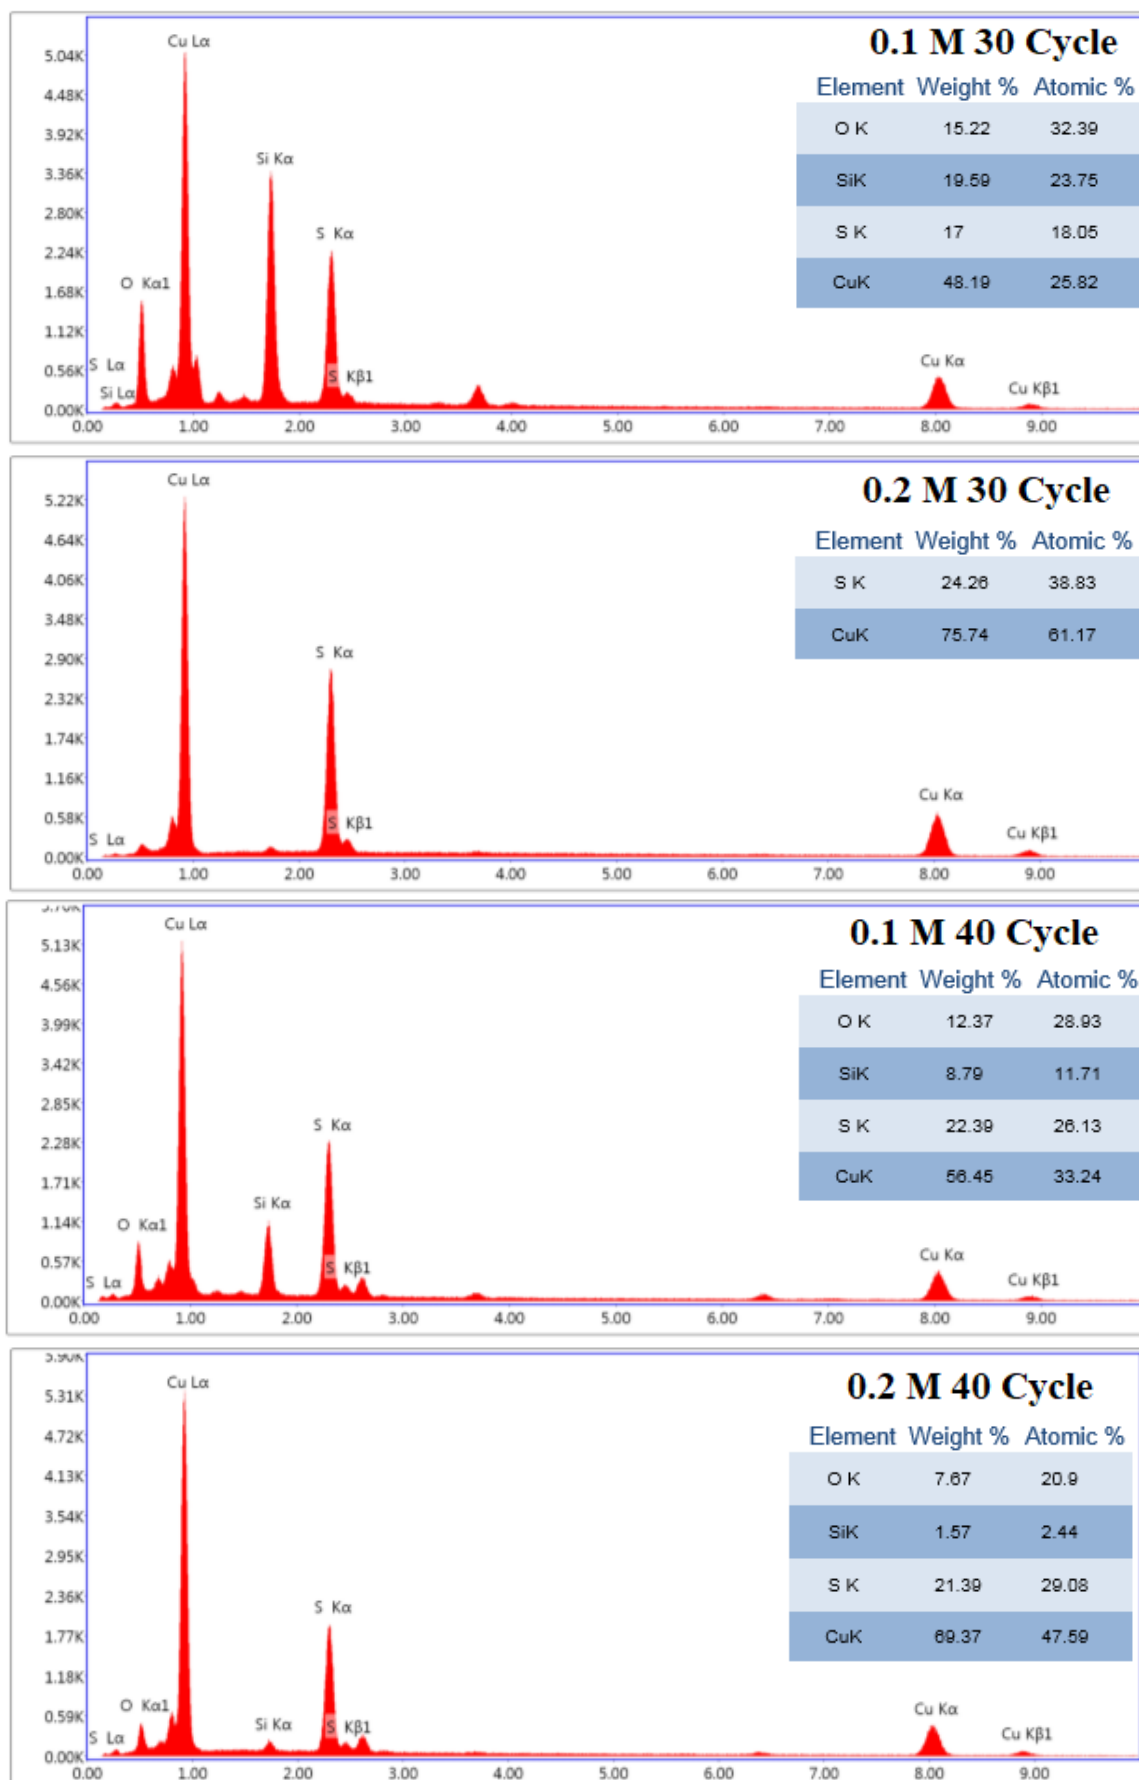 0.1 M 30 Cycle
Element Weight % Atomic %
O K 15.22 32.39
SiK 19.59 23.75
S K 17 18.05
CuK 48.19 25.82
Cu Lα
Si Kα
S Kα
O Kα1
S Lα
Si Lα
S Kβ1
Cu Kα
Cu Kβ1
5.04K
4.48K
3.92K
3.36K
2.80K
2.24K
1.68K
1.12K
0.56K
0.00K
0.00 1.00 2.00 3.00 4.00 5.00 6.00 7.00 8.00 9.00
0.2 M 30 Cycle
Element Weight % Atomic %
S K 24.26 38.83
CuK 75.74 61.17
Cu Lα
S Kα
S Lα
S Kβ1
Cu Kα
Cu Kβ1
5.22K
4.64K
4.06K
3.48K
2.90K
2.32K
1.74K
1.16K
0.58K
0.00K
0.00 1.00 2.00 3.00 4.00 5.00 6.00 7.00 8.00 9.00
0.1 M 40 Cycle
Element Weight % Atomic %
O K 12.37 28.93
SiK 8.79 11.71
S K 22.39 26.13
CuK 56.45 33.24
Cu Lα
S Kα
Si Kα
O Kα1
S Lα
S Kβ1
Cu Kα
Cu Kβ1
5.70K
5.13K
4.56K
3.99K
3.42K
2.85K
2.28K
1.71K
1.14K
0.57K
0.00K
0.00 1.00 2.00 3.00 4.00 5.00 6.00 7.00 8.00 9.00
0.2 M 40 Cycle
Element Weight % Atomic %
O K 7.67 20.9
SiK 1.57 2.44
S K 21.39 29.08
CuK 69.37 47.59
Cu Lα
S Kα
O Kα1
S Lα
Si Kα
S Kβ1
Cu Kα
Cu Kβ1
5.90K
5.31K
4.72K
4.13K
3.54K
2.95K
2.36K
1.77K
1.18K
0.59K
0.00K
0.00 1.00 2.00 3.00 4.00 5.00 6.00 7.00 8.00 9.00